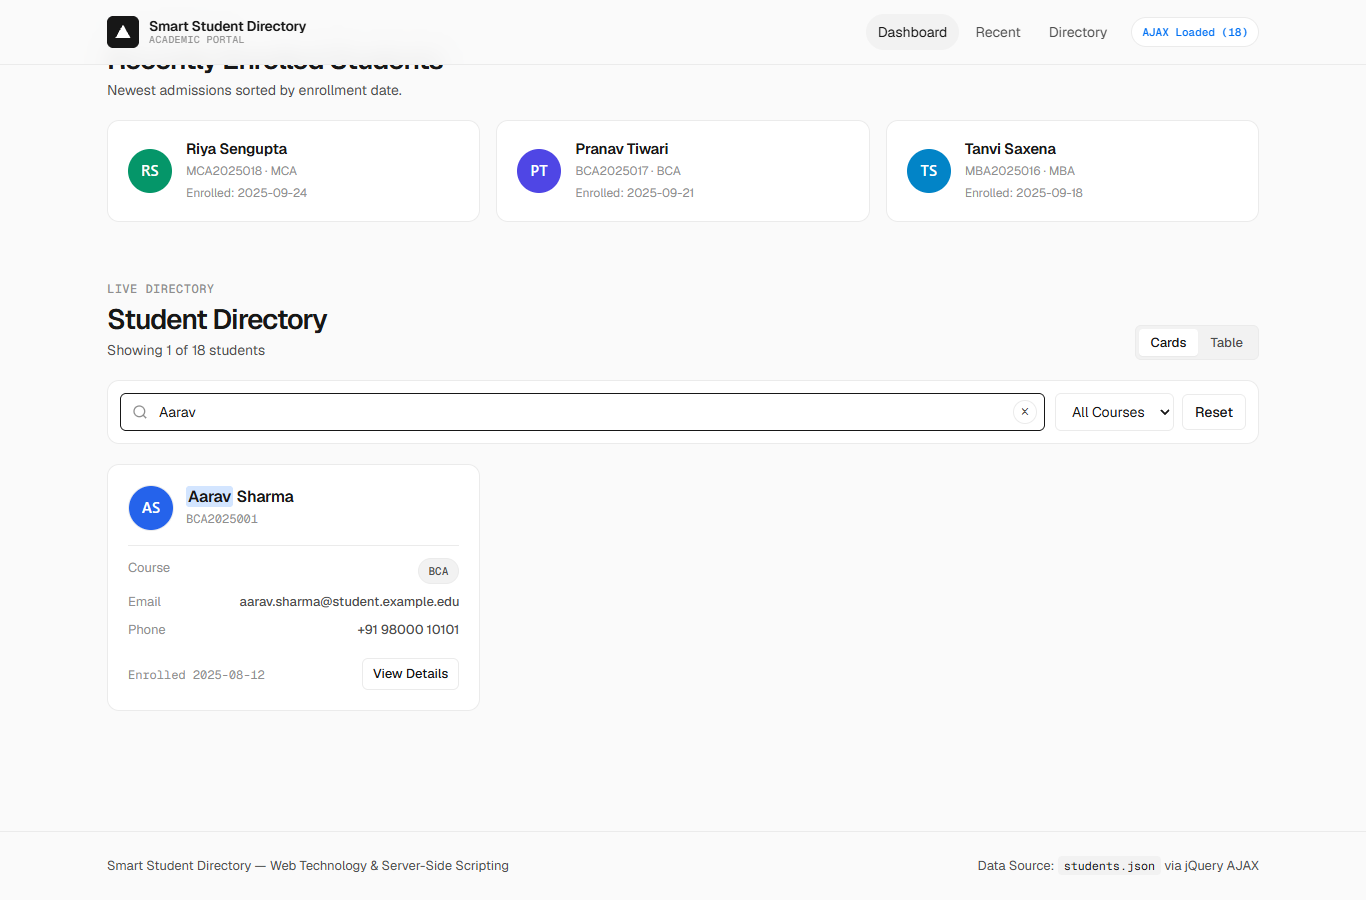 Smart Student Directory
ACADEMIC PORTAL
Dashboard
Recent
Directory
AJAX Loaded (18)
Recently Enrolled Students
Newest admissions sorted by enrollment date.
RS
Riya Sengupta
MCA2025018 · MCA
Enrolled: 2025-09-24
PT
Pranav Tiwari
BCA2025017 · BCA
Enrolled: 2025-09-21
TS
Tanvi Saxena
MBA2025016 · MBA
Enrolled: 2025-09-18
LIVE DIRECTORY
Student Directory
Showing 1 of 18 students
Cards
Table
Aarav
×
All Courses
Reset
AS
Aarav Sharma
BCA2025001
Course
BCA
Email
aarav.sharma@student.example.edu
Phone
+91 98000 10101
Enrolled 2025-08-12
View Details
Smart Student Directory — Web Technology & Server-Side Scripting
Data Source: students.json via jQuery AJAX